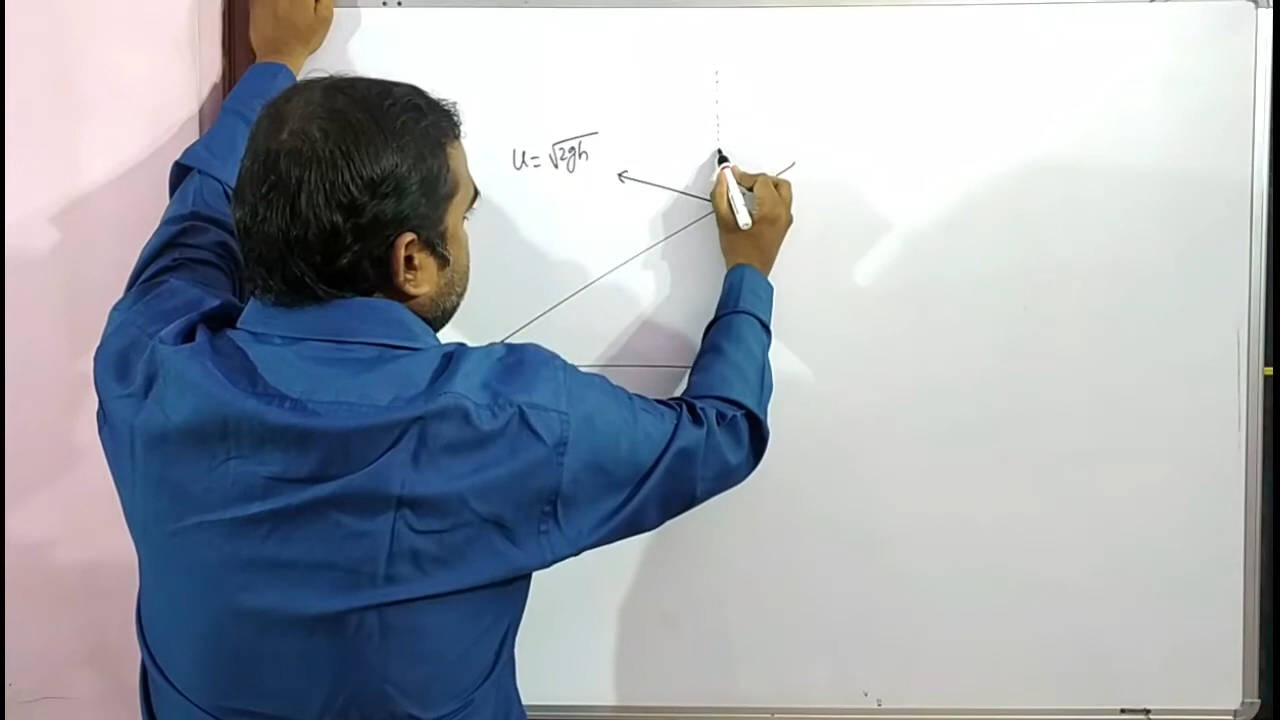 u = √2gh